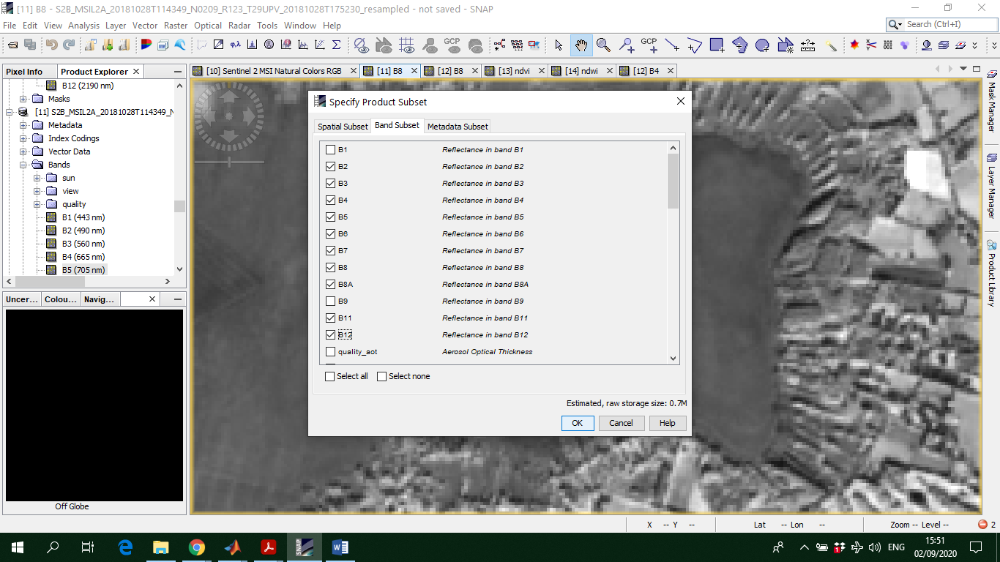 [11] B8 - S2B_MSIL2A_20181028T114349_N0209_R123_T29UPV_20181028T175230_resampled - not saved - SNAP
File Edit View Analysis Layer Vector Raster Optical Radar Tools Window Help
Search (Ctrl+I)
GCP GCP
Pixel Info Product Explorer
[10] Sentinel 2 MSI Natural Colors RGB [11] B8 [12] B8 [13] ndvi [14] ndwi [12] B4
B12 (2190 nm)
Masks
[11] S2B_MSIL2A_20181028T114349_N
Metadata
Index Codings
Vector Data
Bands
sun
view
quality
B1 (443 nm)
B2 (490 nm)
B3 (560 nm)
B4 (665 nm)
B5 (705 nm)
Uncer... Colou... Navig...
Off Globe
Specify Product Subset
Spatial Subset Band Subset Metadata Subset
B1 Reflectance in band B1
B2 Reflectance in band B2
B3 Reflectance in band B3
B4 Reflectance in band B4
B5 Reflectance in band B5
B6 Reflectance in band B6
B7 Reflectance in band B7
B8 Reflectance in band B8
B8A Reflectance in band B8A
B9 Reflectance in band B9
B11 Reflectance in band B11
B12 Reflectance in band B12
quality_aot Aerosol Optical Thickness
Select all Select none
Estimated, raw storage size: 0.7M
OK Cancel Help
Mask Manager
Layer Manager
Product Library
X -- Y -- Lat -- Lon -- Zoom -- Level -- 2
SNAP
ENG
15:51
02/09/2020